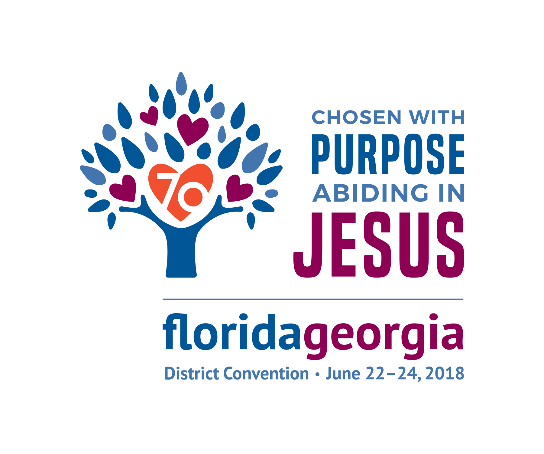 70
CHOSEN WITH
PURPOSE
ABIDING IN
JESUS
floridageorgia
District Convention • June 22–24, 2018